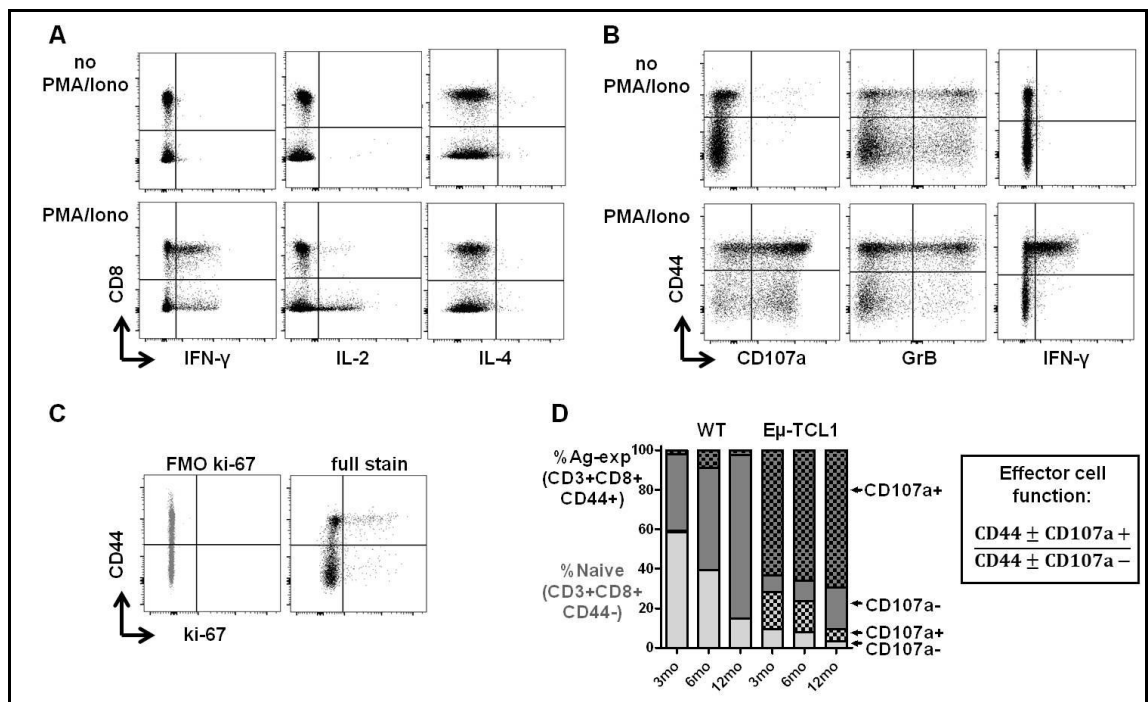 A
no
PMA/Iono
PMA/Iono
CD8
IFN-γ
IL-2
IL-4
B
no
PMA/Iono
PMA/Iono
CD44
CD107a
GrB
IFN-γ
C
FMO ki-67
full stain
CD44
ki-67
D
WT
Eµ-TCL1
%Ag-exp
(CD3+CD8+
CD44+)
%Naive
(CD3+CD8+
CD44-)
100
80
60
40
20
0
3mo
6mo
12mo
3mo
6mo
12mo
CD107a+
CD107a-
CD107a+
CD107a-
Effector cell
function:
CD44 ± CD107a +
CD44 ± CD107a −